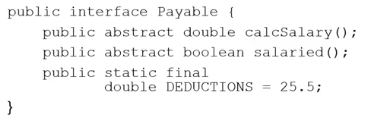 public interface Payable {
public abstract double calcSalary();
public abstract boolean salaried();
public static final
double DEDUCTIONS = 25.5;
}